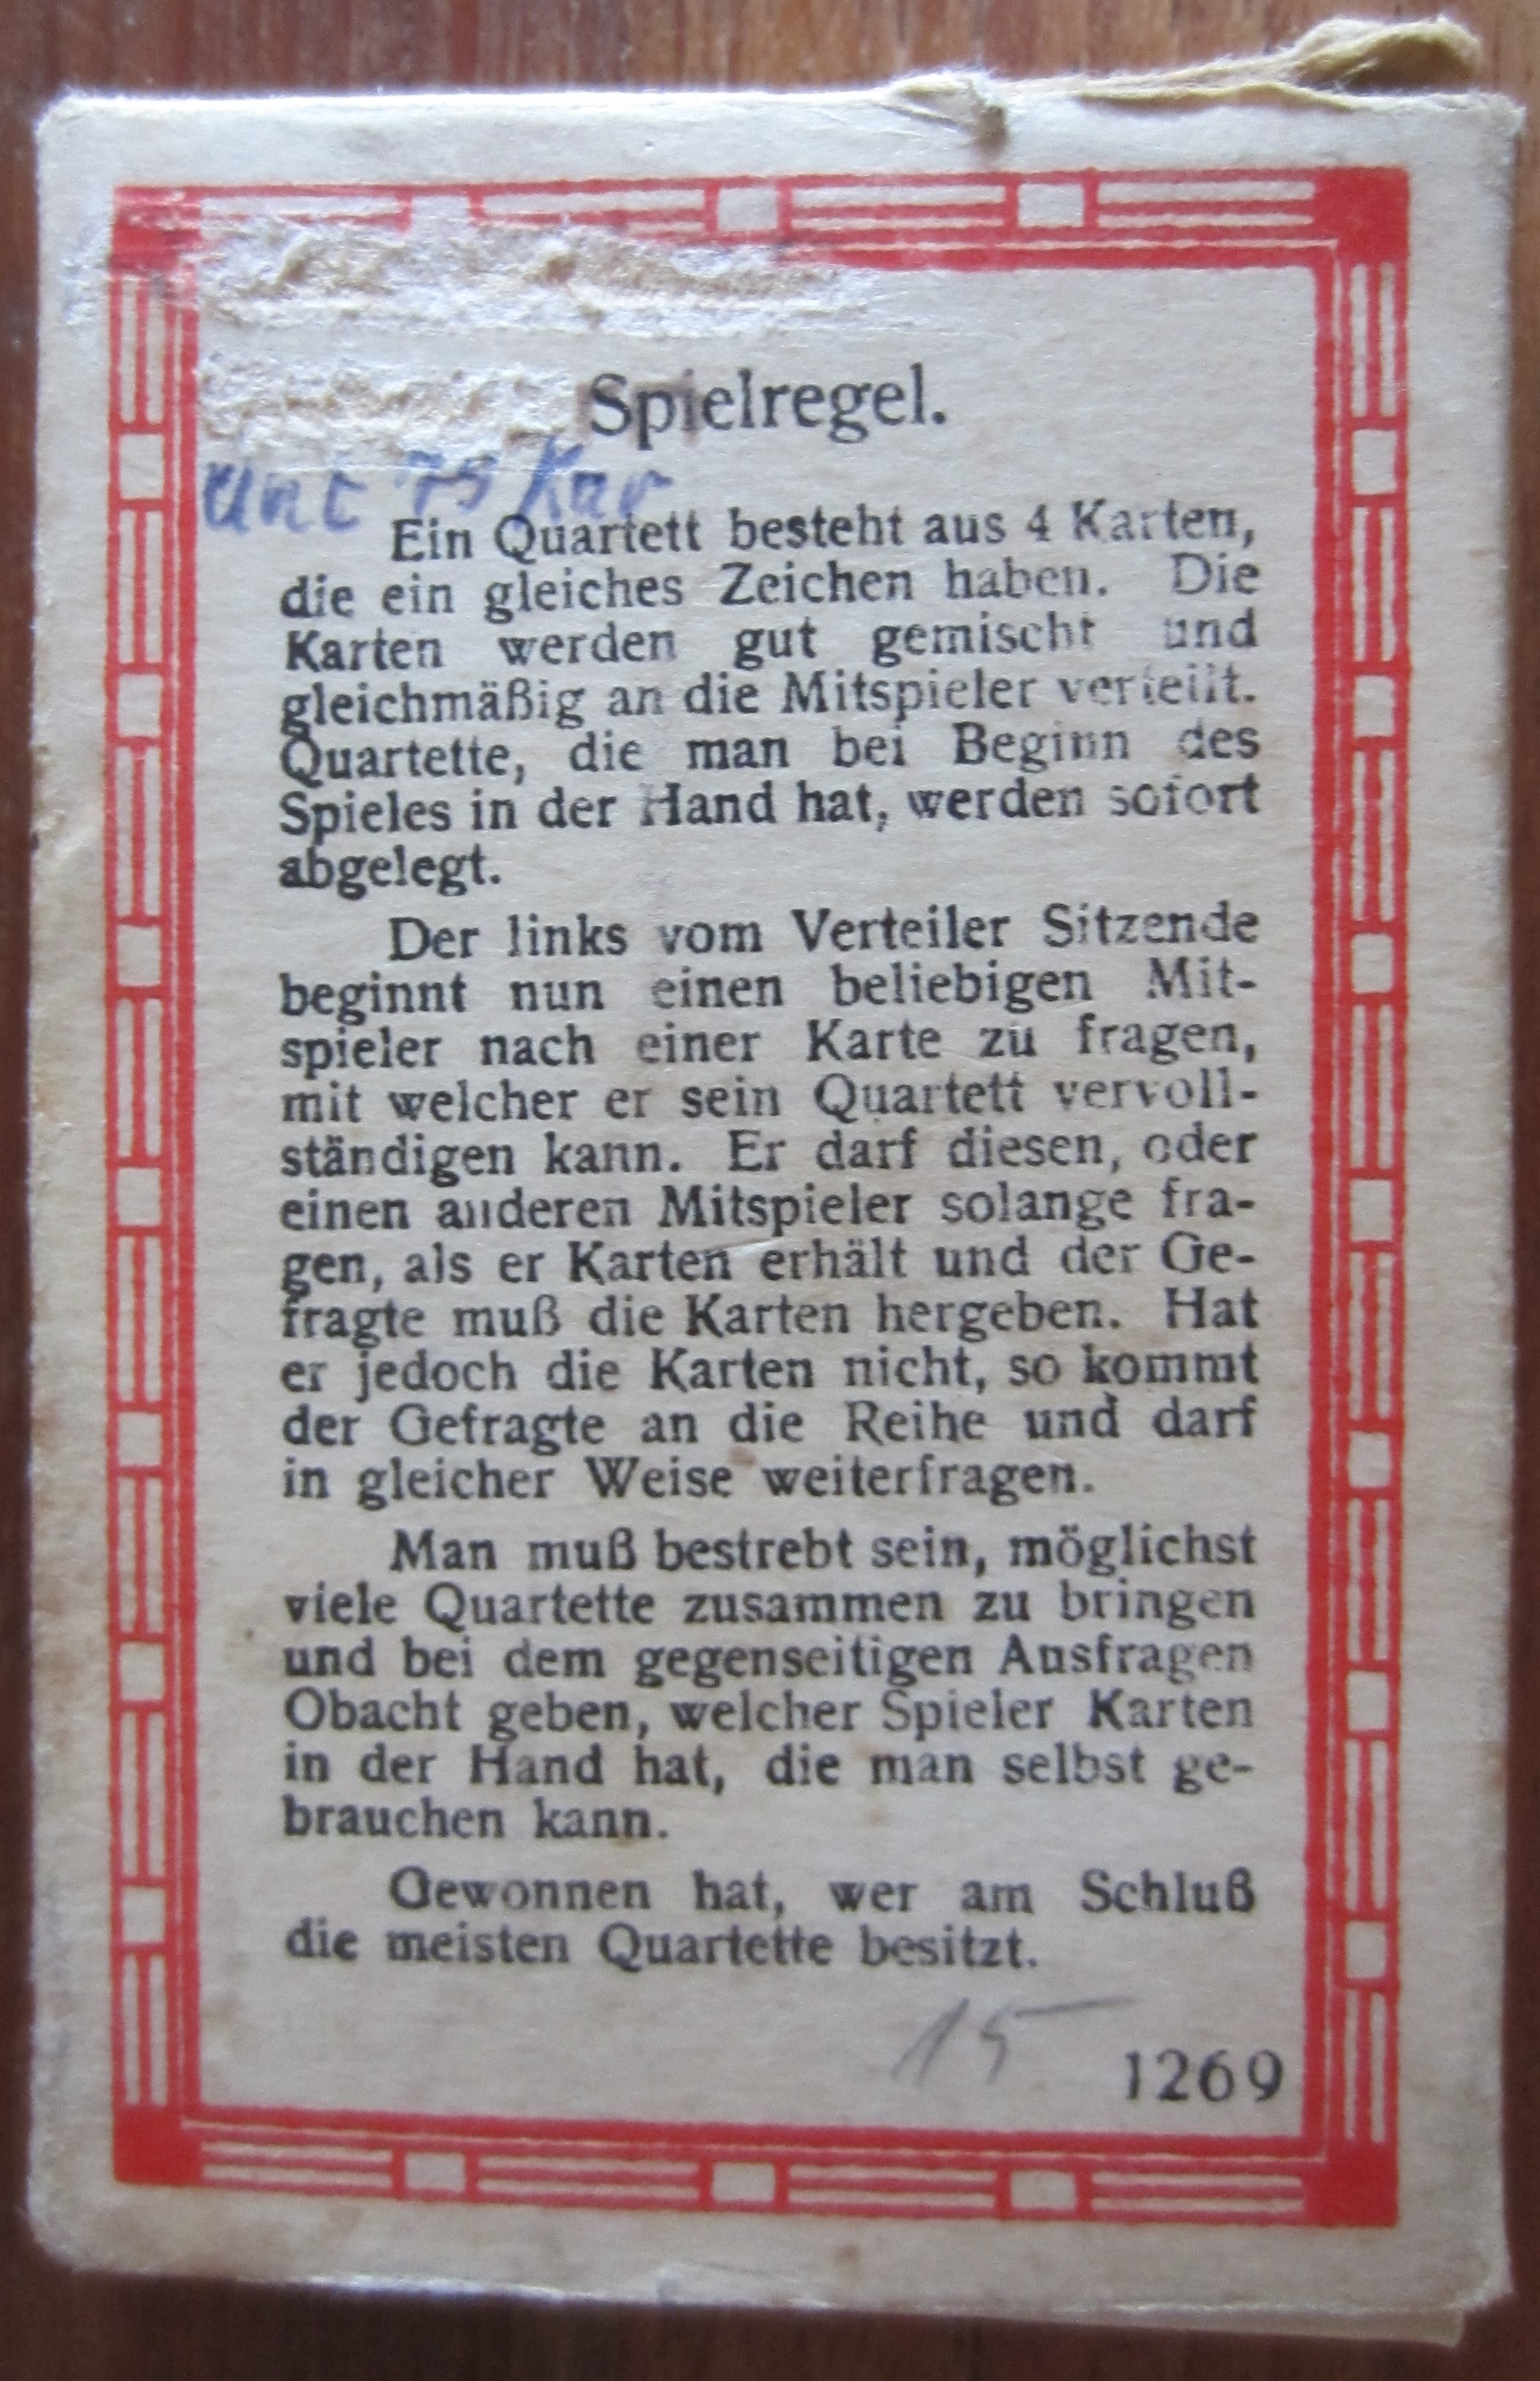 Spielregel.
Ein Quartett besteht aus 4 Karten,
die ein gleiches Zeichen haben. Die
Karten werden gut gemischt und
gleichmäßig an die Mitspieler verteilt.
Quartette, die man bei Beginn des
Spieles in der Hand hat, werden sofort
abgelegt.
Der links vom Verteiler Sitzende
beginnt nun einen beliebigen Mit-
spieler nach einer Karte zu fragen,
mit welcher er sein Quartett vervoll-
ständigen kann. Er darf diesen, oder
einen anderen Mitspieler solange fra-
gen, als er Karten erhält und der Ge-
fragte muß die Karten hergeben. Hat
er jedoch die Karten nicht, so kommt
der Gefragte an die Reihe und darf
in gleicher Weise weiterfragen.
Man muß bestrebt sein, möglichst
viele Quartette zusammen zu bringen
und bei dem gegenseitigen Ausfragen
Obacht geben, welcher Spieler Karten
in der Hand hat, die man selbst ge-
brauchen kann.
Gewonnen hat, wer am Schluß
die meisten Quartette besitzt.
15
1269